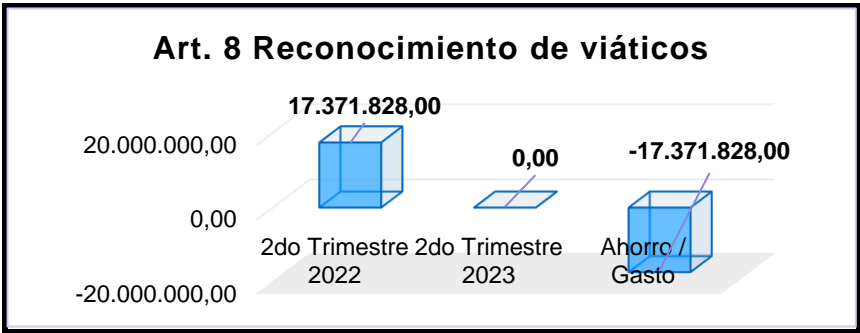 Art. 8 Reconocimiento de viáticos
17.371.828,00
20.000.000,00
0,00
-17.371.828,00
0,00
2do Trimestre 2022
2do Trimestre 2023
Ahorro / Gasto
-20.000.000,00